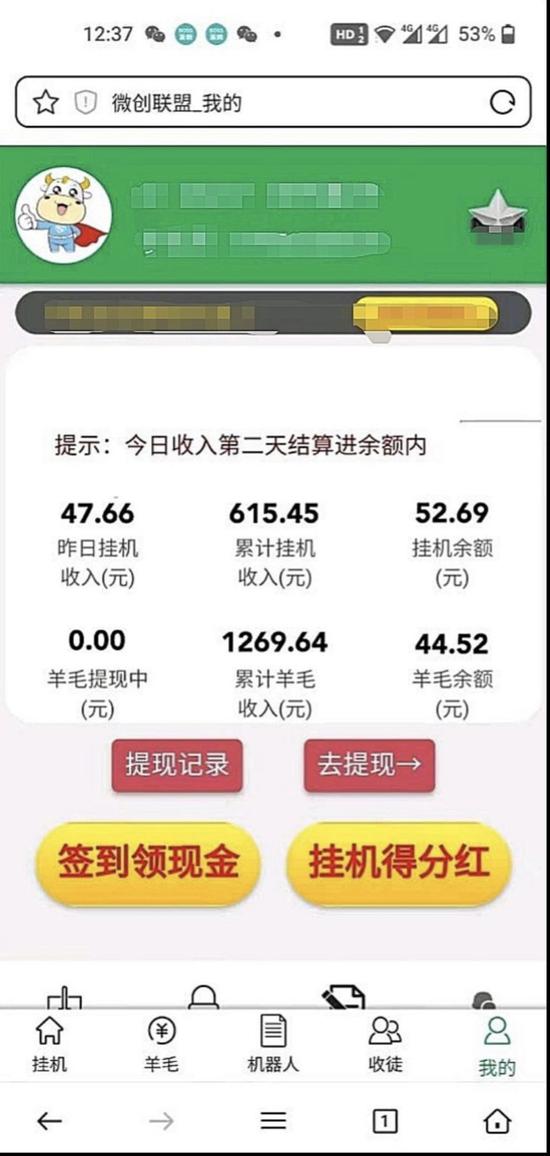 12:37
HD 1 2
4G 4G
53%
微创联盟_我的
提示：今日收入第二天结算进余额内
47.66 615.45 52.69
昨日挂机 累计挂机 挂机余额
收入(元) 收入(元) (元)
0.00 1269.64 44.52
羊毛提现中 累计羊毛 羊毛余额
(元) 收入(元) (元)
提现记录 去提现→
签到领现金 挂机得分红
挂机 羊毛 机器人 收徒 我的
1